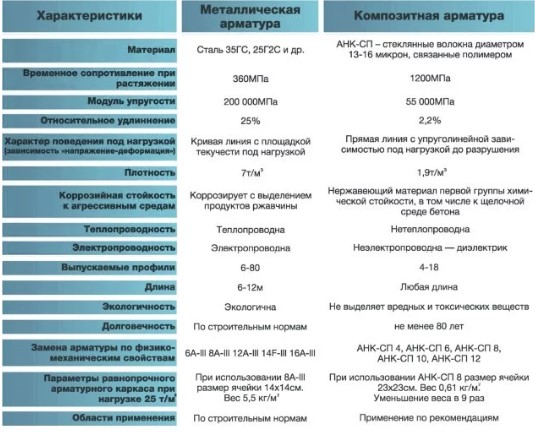 Характеристики Металлическая арматура Композитная арматура
Материал Сталь 35ГС, 25Г2С и др. АНК-СП – стеклянные волокна диаметром
13-16 микрон, связанные полимером
Временное сопротивление при
растяжении 360МПа 1200МПа
Модуль упругости 200 000МПа 55 000МПа
Относительное удлиннение 25% 2,2%
Характер поведения под нагрузкой
(зависимость «напряжение-деформация») Кривая линия с площадкой
текучести под нагрузкой Прямая линия с упруголинейной зави-
симостью под нагрузкой до разрушения
Плотность 7т/м³ 1,9т/м³
Коррозийная стойкость
к агрессивным средам Корродирует с выделением
продуктов ржавчины Нержавеющий материал первой группы хими-
ческой стойкости, в том числе к щелочной
среде бетона
Теплопроводность Теплопроводна Нетеплопроводна
Электропроводность Электропроводна Неэлектропроводна — диэлектрик
Выпускаемые профили 6-80 4-18
Длина 6-12м Любая длина
Экологичность Экологична Не выделяет вредных и токсических веществ
Долговечность По строительным нормам не менее 80 лет
Замена арматуры по физико-
механическим свойствам 6А-III 8А-III 12А-III 14F-III 16А-III АНК-СП 4, АНК-СП 6, АНК-СП 8,
АНК-СП 10, АНК-СП 12
Параметры равнопрочного
арматурного каркаса при
нагрузке 25 т/м² При использовании 8А-III
размер ячейки 14х14см.
Вес 5,5 кг/м² При использовании АНК-СП 8 размер ячейки
23х23см. Вес 0,61 кг/м²
Уменьшение веса в 9 раз
Области применения По строительным нормам Применение по рекомендациям